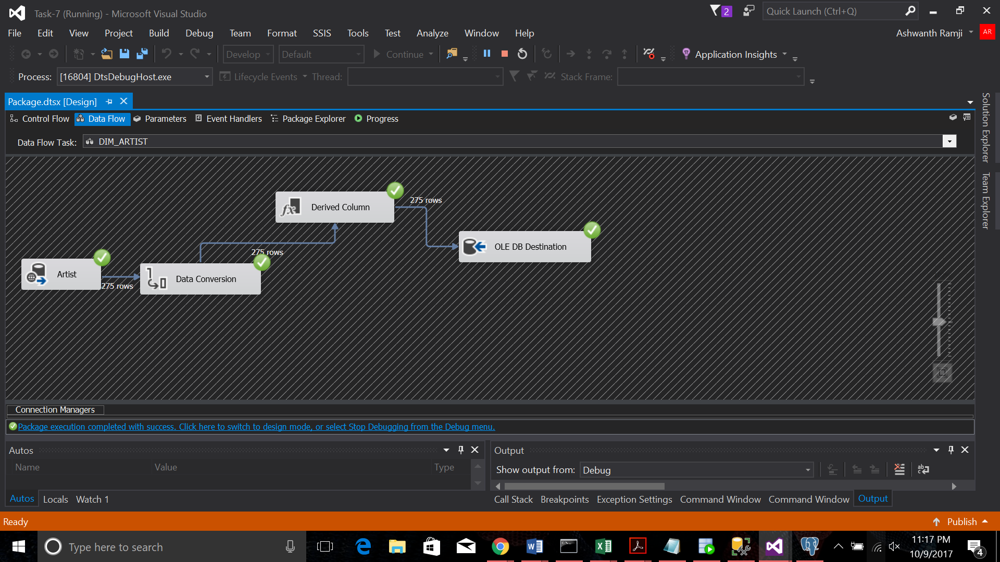 Task-7 (Running) - Microsoft Visual Studio
2
Quick Launch (Ctrl+Q)
File Edit View Project Build Debug Team Format SSIS Tools Test Analyze Window Help
Ashwanth Ramji
AR
Develop Default Continue Application Insights
Process: [16804] DtsDebugHost.exe Lifecycle Events Thread: Stack Frame:
Package.dtsx [Design]
Control Flow Data Flow Parameters Event Handlers Package Explorer Progress
Data Flow Task: DIM_ARTIST
Solution Explorer
Team Explorer
Derived Column
275 rows
OLE DB Destination
275 rows
Artist
275 rows
Data Conversion
Connection Managers
Package execution completed with success. Click here to switch to design mode, or select Stop Debugging from the Debug menu.
Autos
Name Value Type
Autos Locals Watch 1
Output
Show output from: Debug
Call Stack Breakpoints Exception Settings Command Window Command Window Output
Ready
Publish
Type here to search
11:17 PM
10/9/2017
4